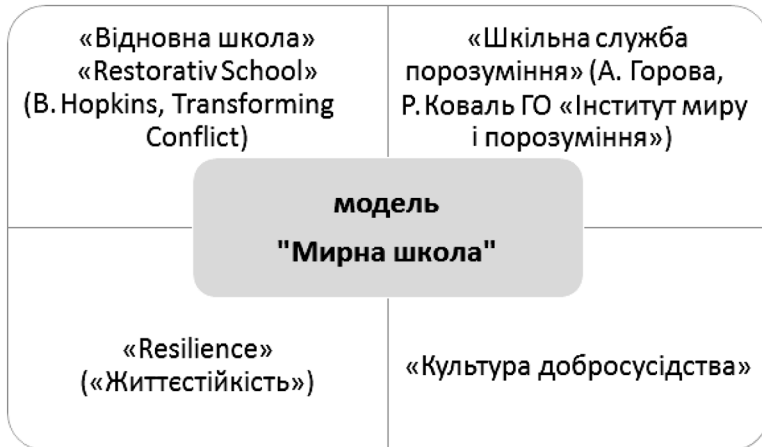 «Відновна школа»
«Restorativ School»
(B. Hopkins, Transforming
Conflict)
«Шкільна служба
порозуміння» (А. Горова,
Р. Коваль ГО «Інститут миру
і порозуміння»)
модель
"Мирна школа"
«Resilience»
(«Життєстійкість»)
«Культура добросусідства»